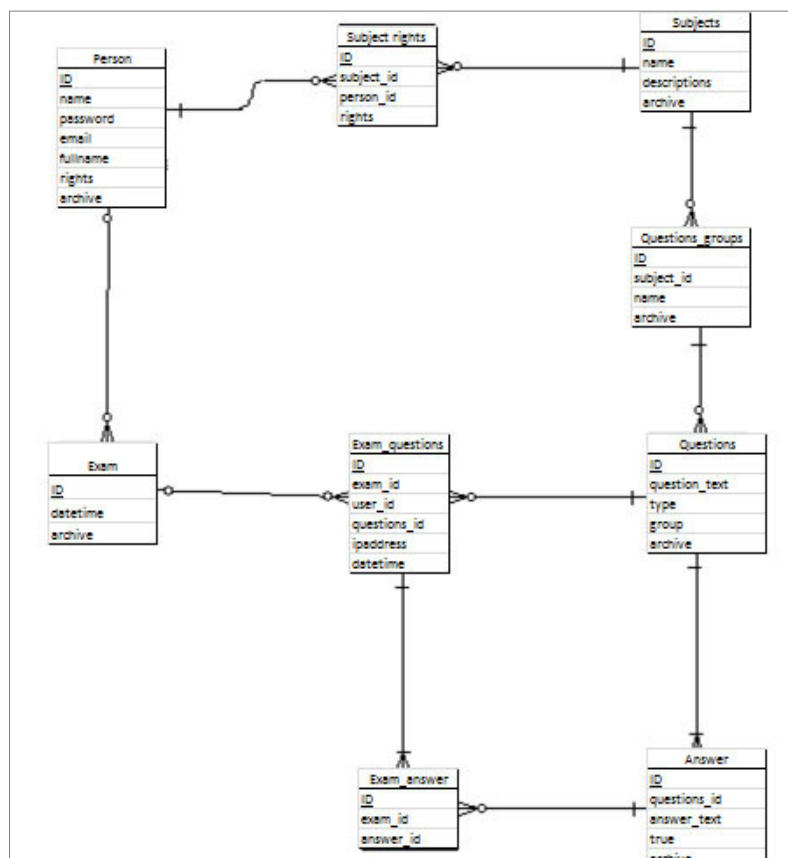 Person
ID
name
password
email
fullname
rights
archive
Subject rights
ID
subject_id
person_id
rights
Subjects
ID
name
descriptions
archive
Questions_groups
ID
subject_id
name
archive
Exam
ID
datetime
archive
Exam_questions
ID
exam_id
user_id
questions_id
ipaddress
datetime
Questions
ID
question_text
type
group
archive
Exam_answer
ID
exam_id
answer_id
Answer
ID
questions_id
answer_text
true
archive